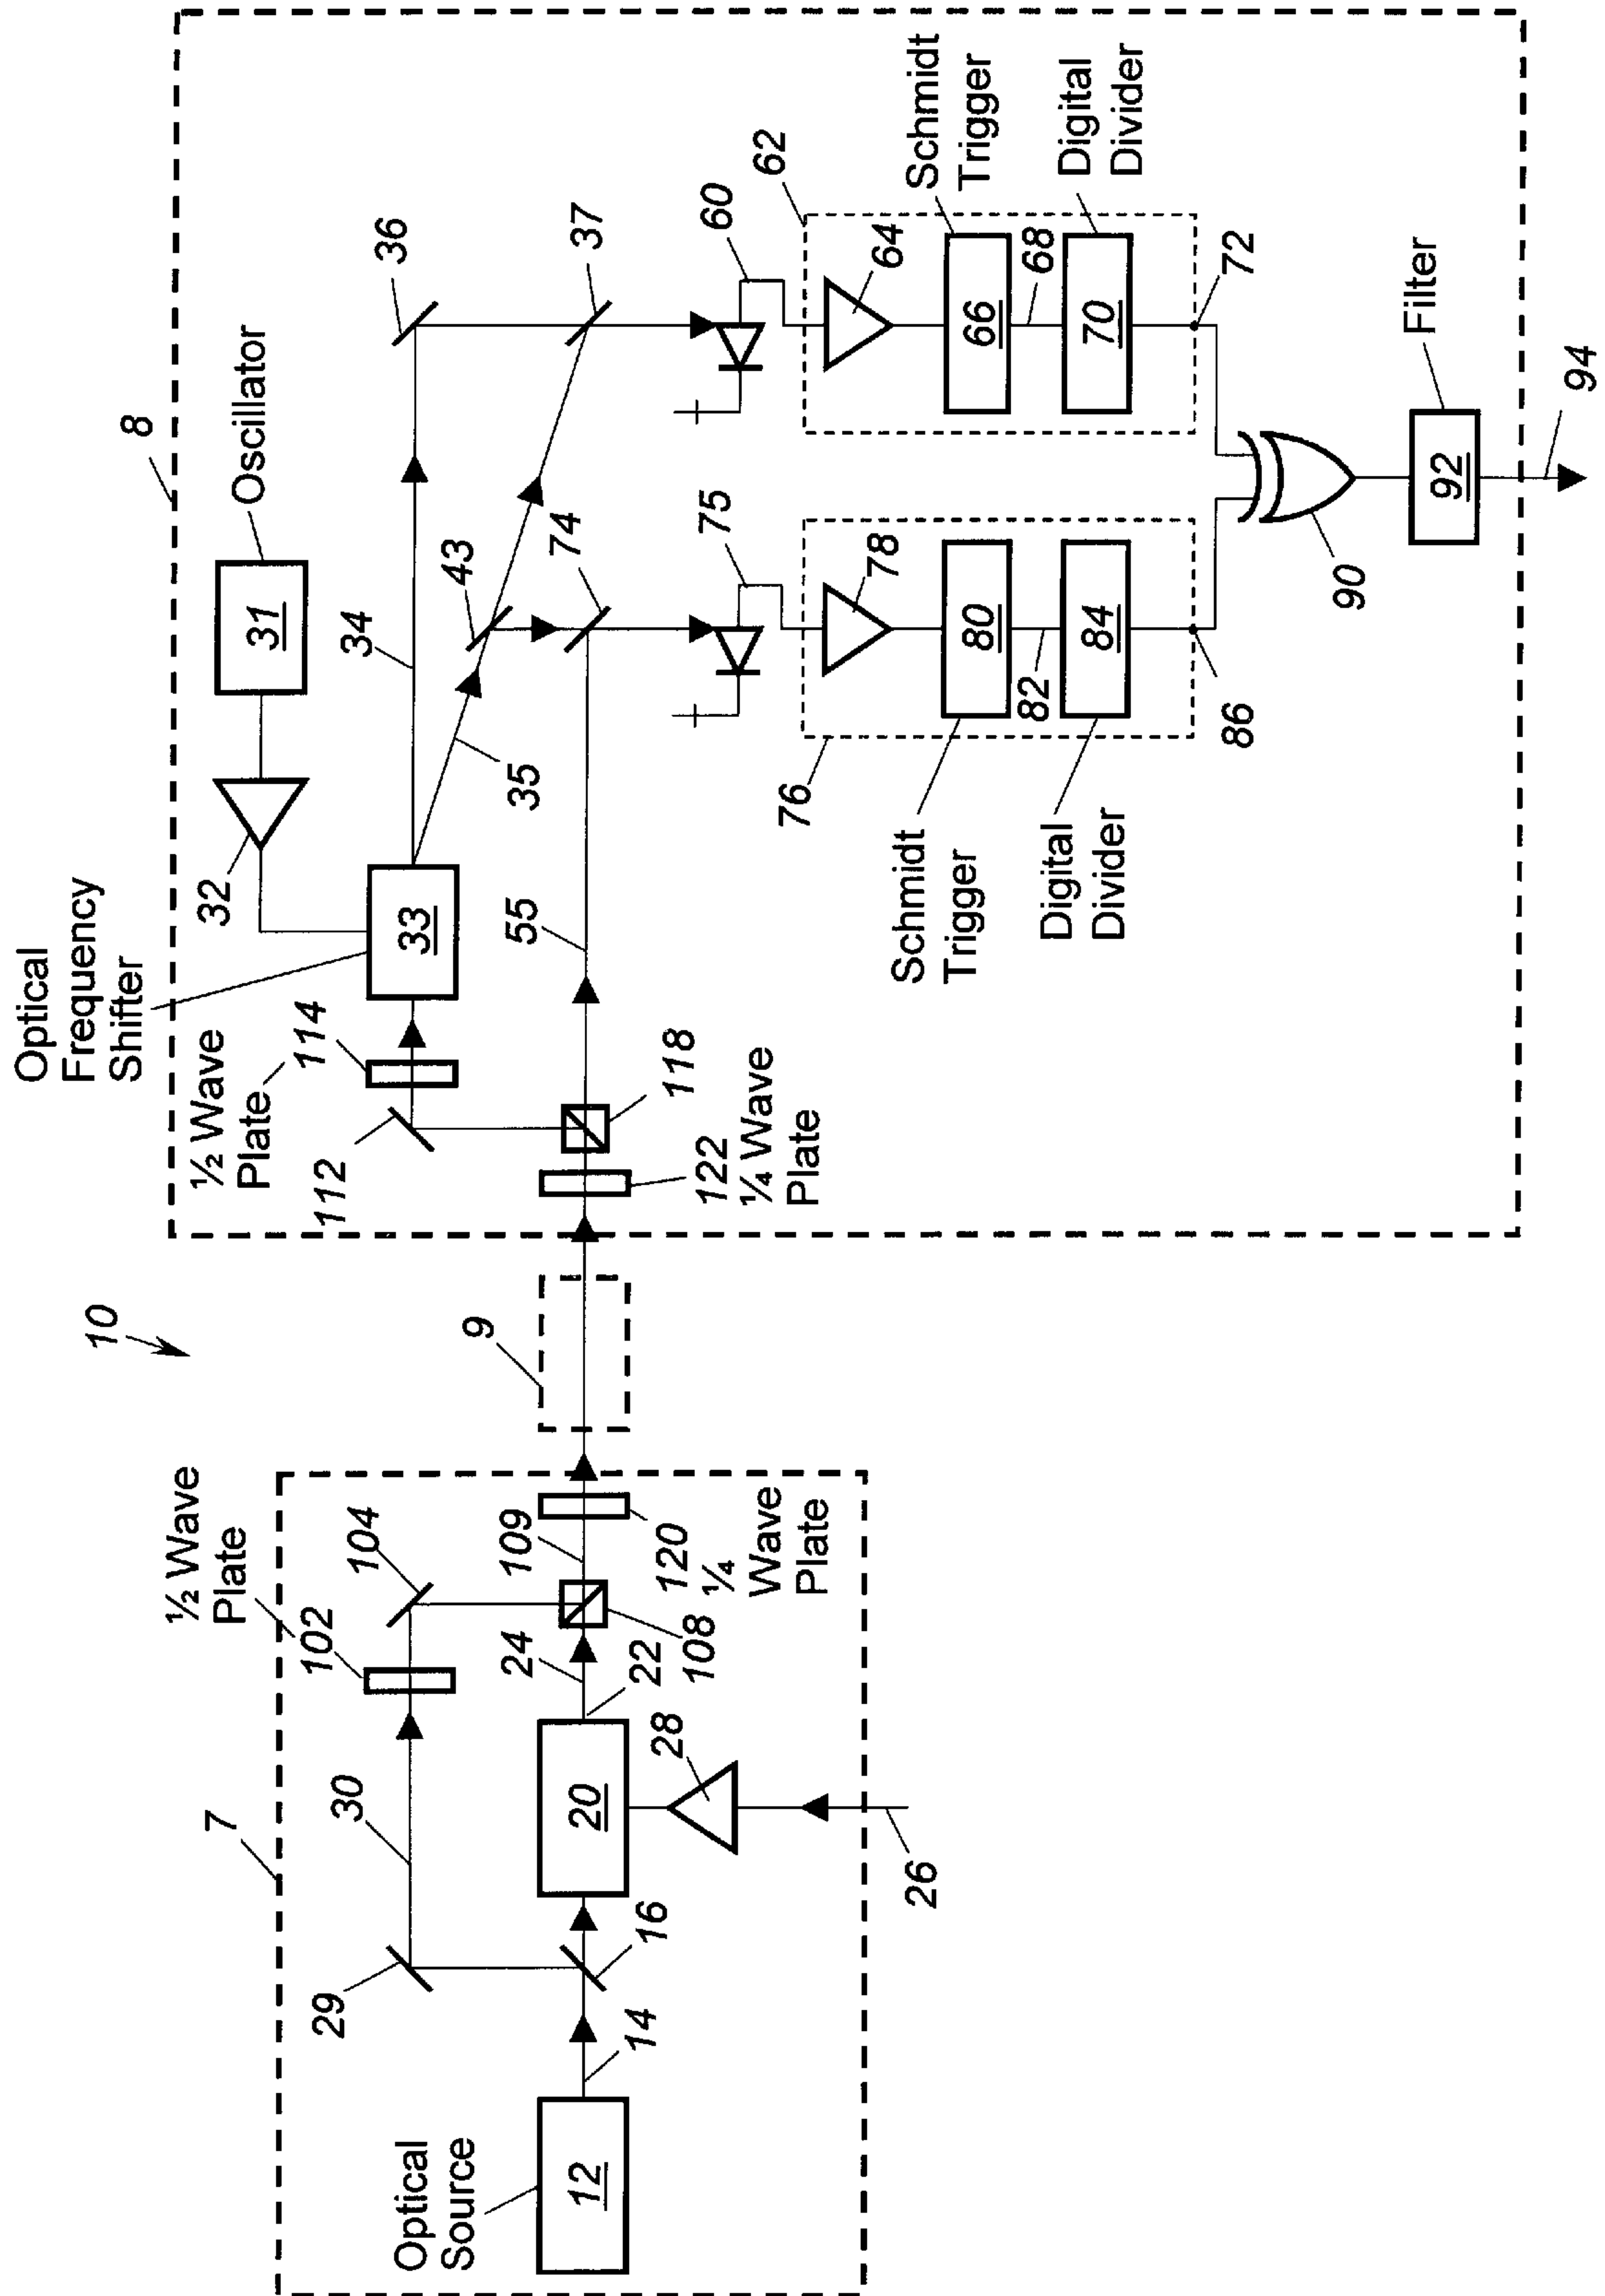 10
7
Optical
Source
12
14
16
29
30
20
22
24
28
26
½ Wave
Plate
102
104
108
109
120
¼
Wave
Plate
9
8
Optical
Frequency
Shifter
½ Wave
Plate
114
112
118
122
¼ Wave
Plate
33
32
Oscillator
31
34
35
36
37
43
55
74
75
60
62
64
Schmidt
Trigger
66
68
Digital
Divider
70
72
76
78
Schmidt
Trigger
80
82
Digital
Divider
84
86
90
Filter
92
94